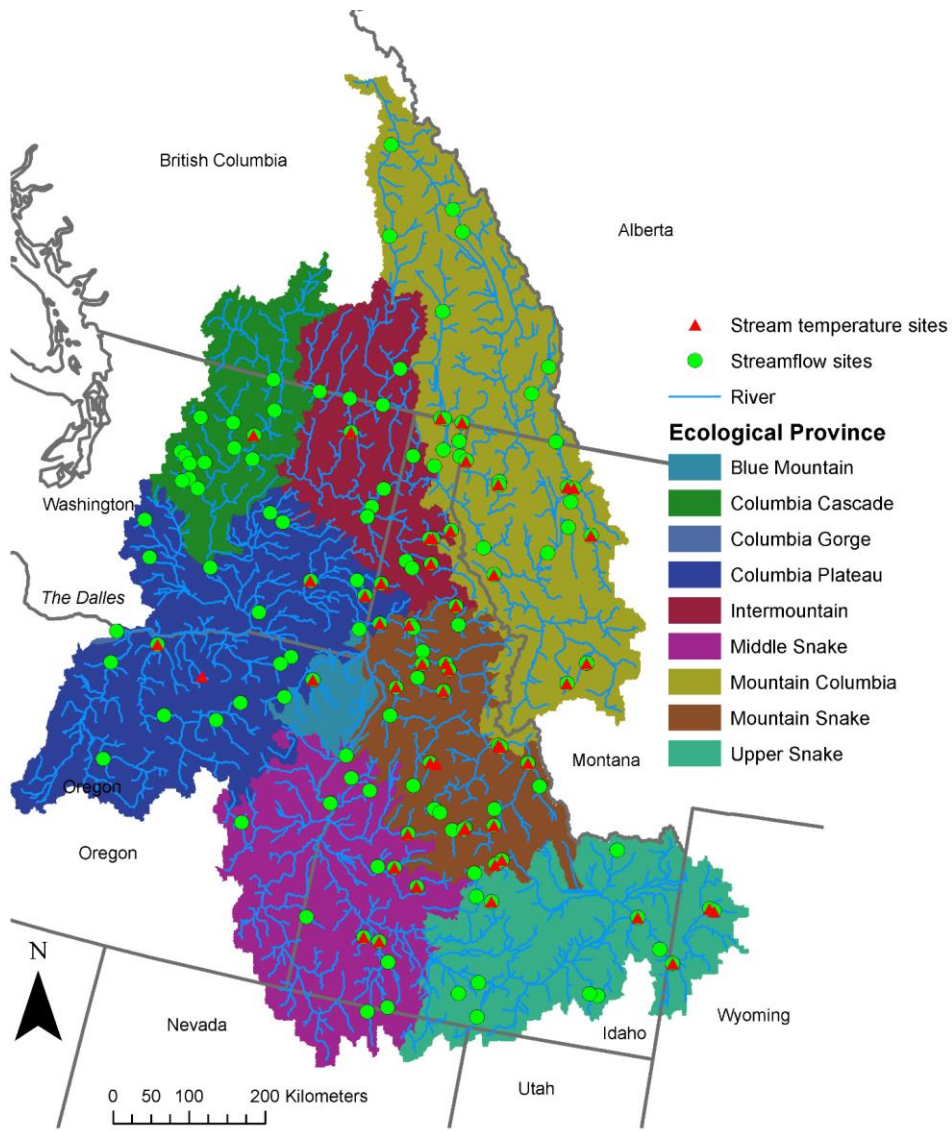 British Columbia
Alberta
Stream temperature sites
Streamflow sites
River
Ecological Province
Blue Mountain
Columbia Cascade
Columbia Gorge
Columbia Plateau
Intermountain
Middle Snake
Mountain Columbia
Mountain Snake
Upper Snake
Washington
The Dalles
Montana
Oregon
Oregon
N
Nevada
Idaho
Wyoming
Utah
0 50 100 200 Kilometers